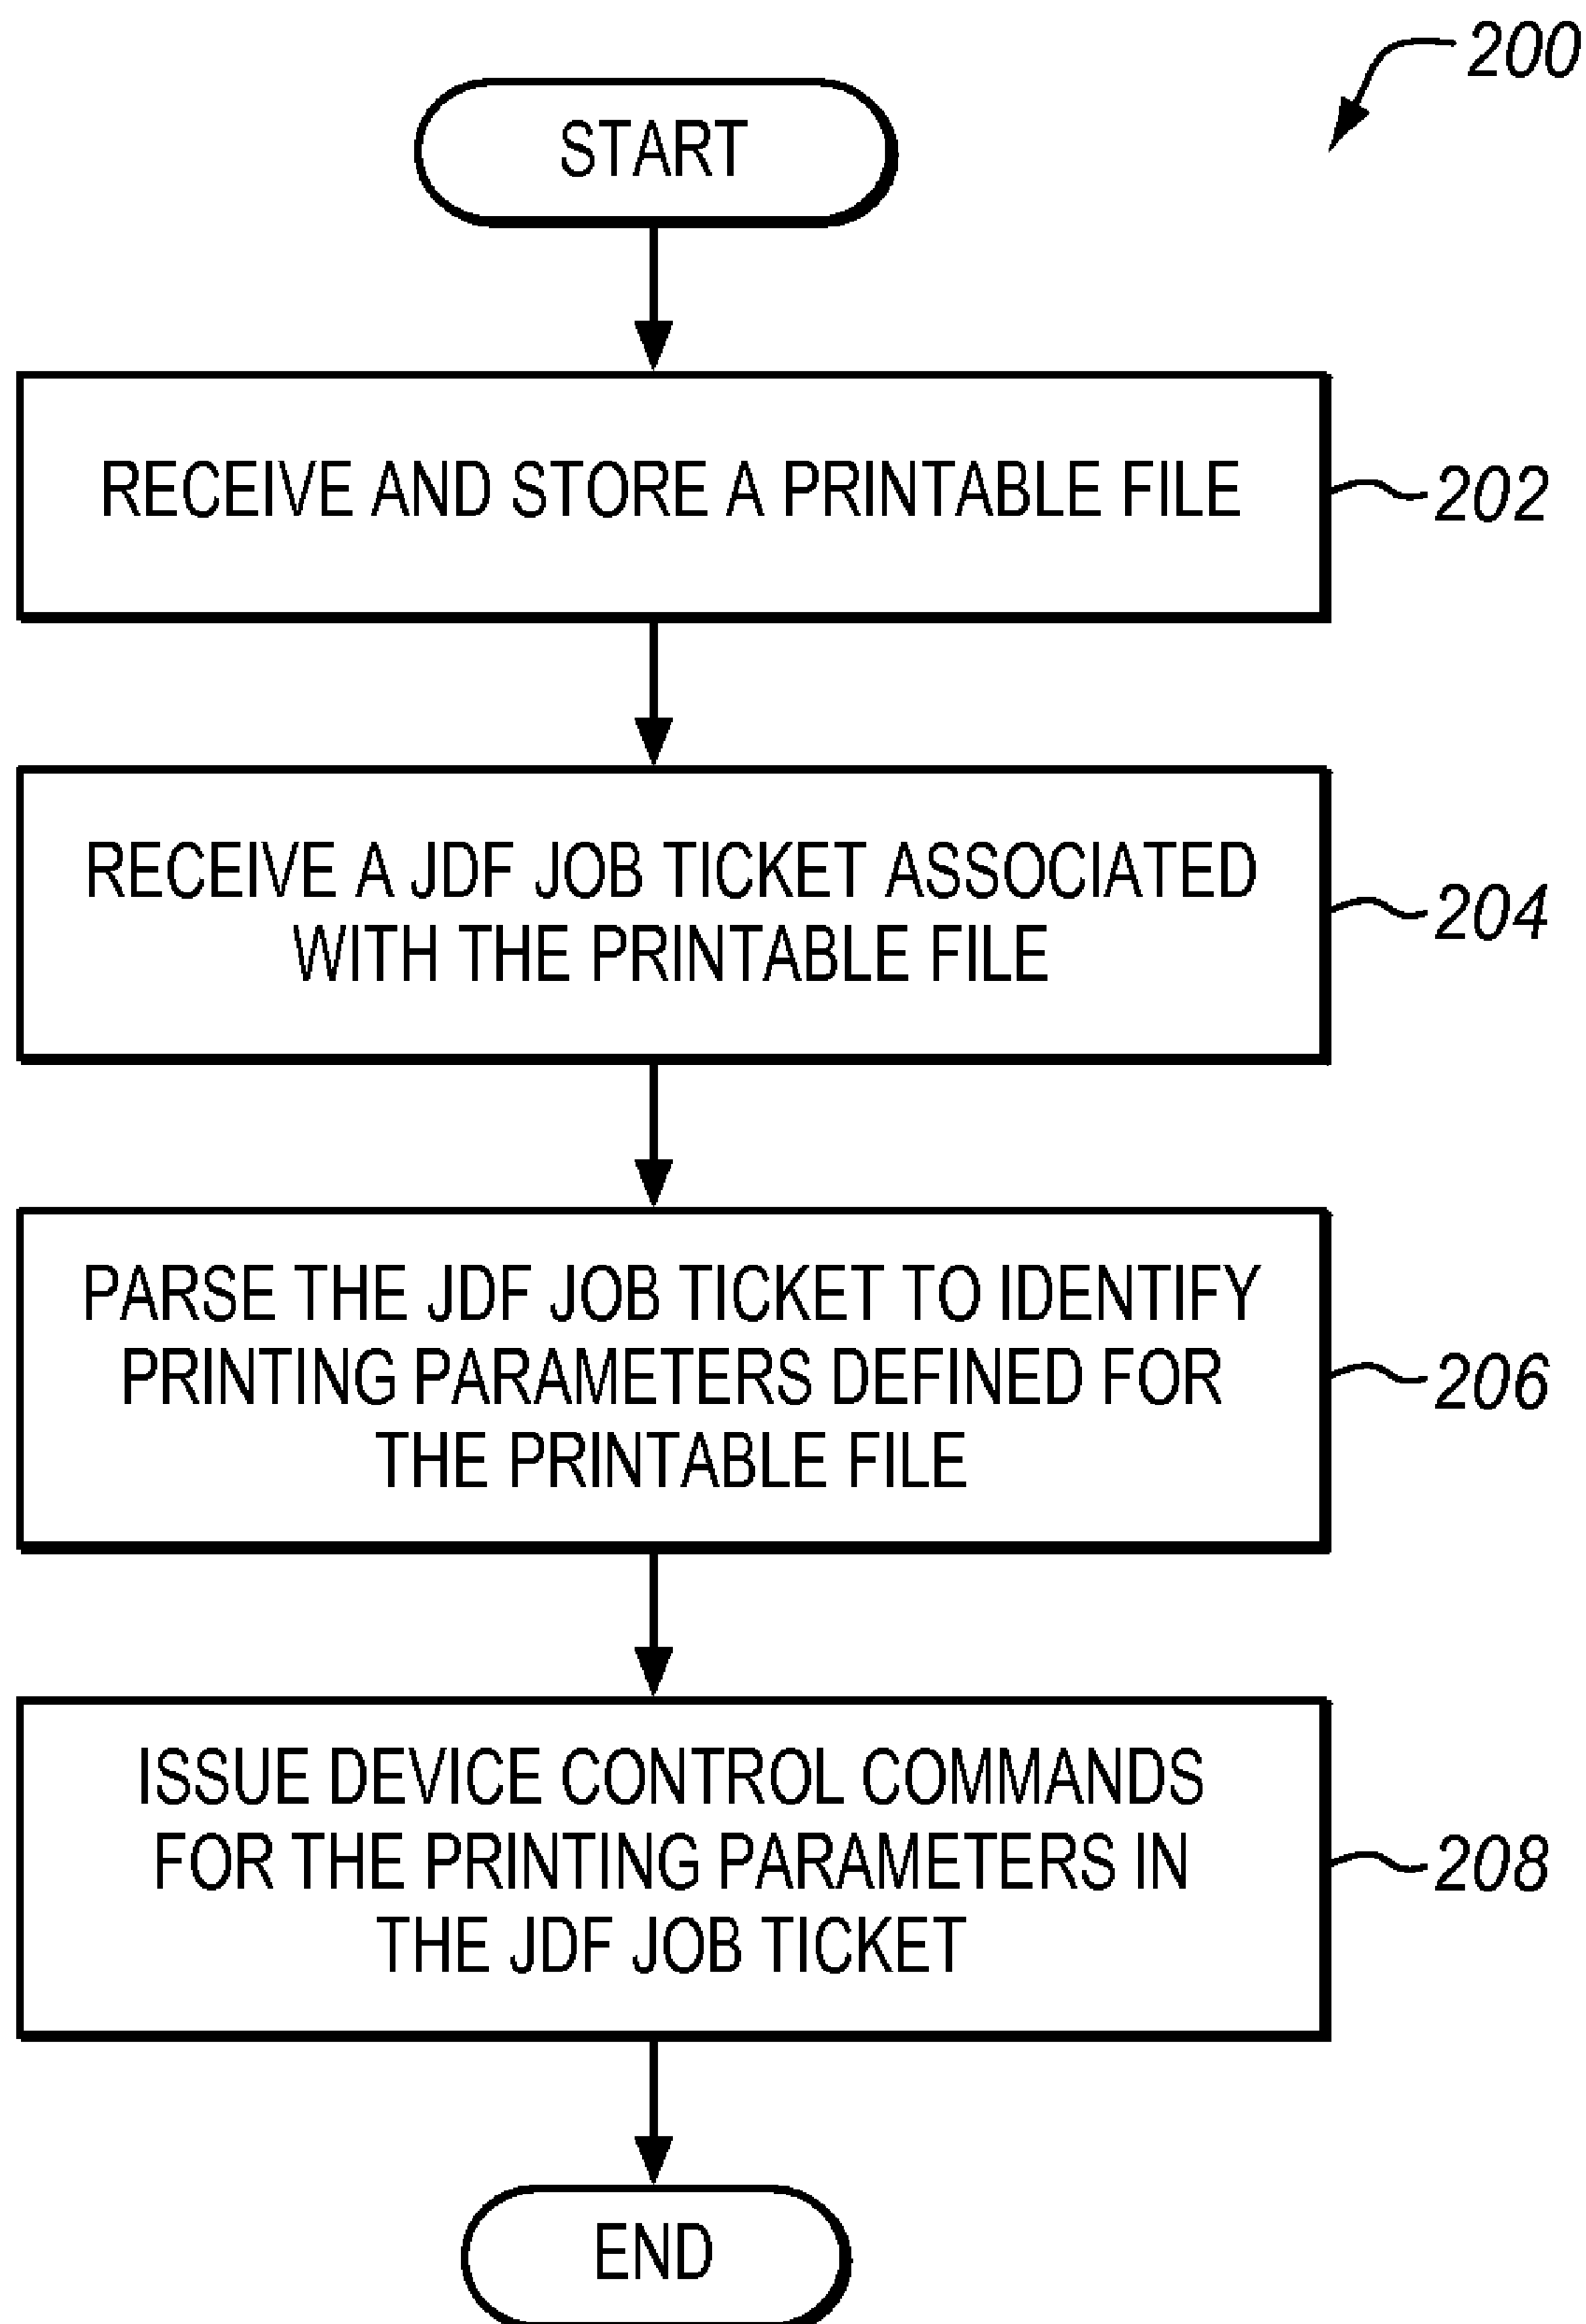 200
START
RECEIVE AND STORE A PRINTABLE FILE
202
RECEIVE A JDF JOB TICKET ASSOCIATED
WITH THE PRINTABLE FILE
204
PARSE THE JDF JOB TICKET TO IDENTIFY
PRINTING PARAMETERS DEFINED FOR
THE PRINTABLE FILE
206
ISSUE DEVICE CONTROL COMMANDS
FOR THE PRINTING PARAMETERS IN
THE JDF JOB TICKET
208
END